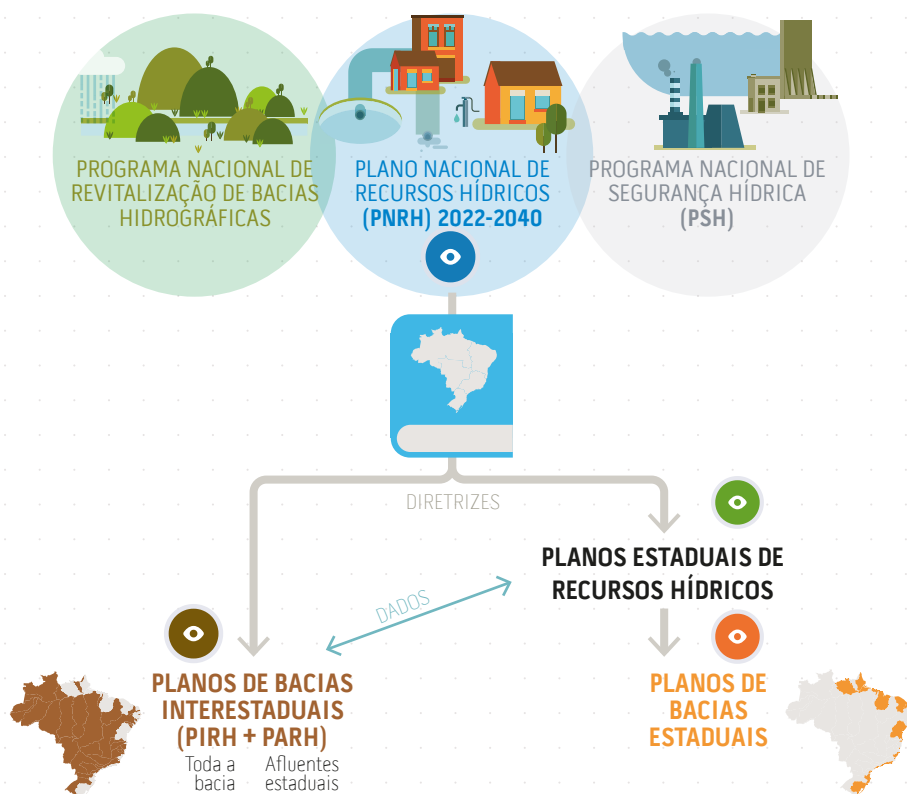 PROGRAMA NACIONAL DE
REVITALIZAÇÃO DE BACIAS
HIDROGRÁFICAS
PLANO NACIONAL DE
RECURSOS HÍDRICOS
(PNRH) 2022-2040
PROGRAMA NACIONAL DE
SEGURANÇA HÍDRICA
(PSH)
DIRETRIZES
PLANOS ESTADUAIS DE
RECURSOS HÍDRICOS
DADOS
PLANOS DE BACIAS
INTERESTADUAIS
(PIRH + PARH)
Toda a
bacia
Afluentes
estaduais
PLANOS DE
BACIAS
ESTADUAIS